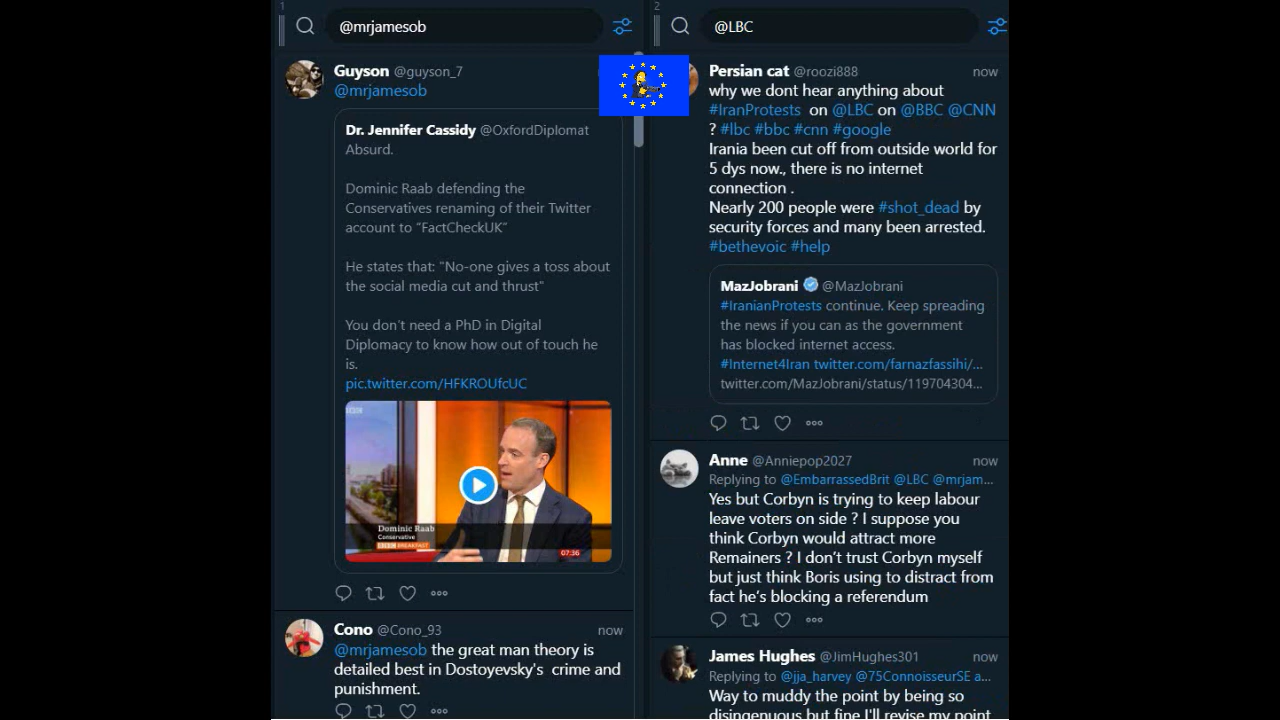 1
@mrjamesob
Guyson @guyson_7
@mrjamesob
Dr. Jennifer Cassidy @OxfordDiplomat
Absurd.
Dominic Raab defending the
Conservatives renaming of their Twitter
account to "FactCheckUK"
He states that: "No-one gives a toss about
the social media cut and thrust"
You don't need a PhD in Digital
Diplomacy to know how out of touch he
is.
pic.twitter.com/HFKROUfcUC
BBC
Dominic Raab
Conservative
BBC BREAKFAST
07:36
Cono @Cono_93 now
@mrjamesob the great man theory is
detailed best in Dostoyevsky's crime and
punishment.
2
@LBC
Persian cat @roozi888 now
why we dont hear anything about
#IranProtests on @LBC on @BBC @CNN
? #lbc #bbc #cnn #google
Irania been cut off from outside world for
5 dys now., there is no internet
connection .
Nearly 200 people were #shot_dead by
security forces and many been arrested.
#bethevoic #help
MazJobrani @MazJobrani
#IranianProtests continue. Keep spreading
the news if you can as the government
has blocked internet access.
#Internet4Iran twitter.com/farnazfassihi/...
twitter.com/MazJobrani/status/119704304...
Anne @Anniepop2027 now
Replying to @EmbarrassedBrit @LBC @mrjam...
Yes but Corbyn is trying to keep labour
leave voters on side ? I suppose you
think Corbyn would attract more
Remainers ? I don't trust Corbyn myself
but just think Boris using to distract from
fact he's blocking a referendum
James Hughes @JimHughes301 now
Replying to @jja_harvey @75ConnoisseurSE a...
Way to muddy the point by being so
disingenuous but fine I'll revise my point